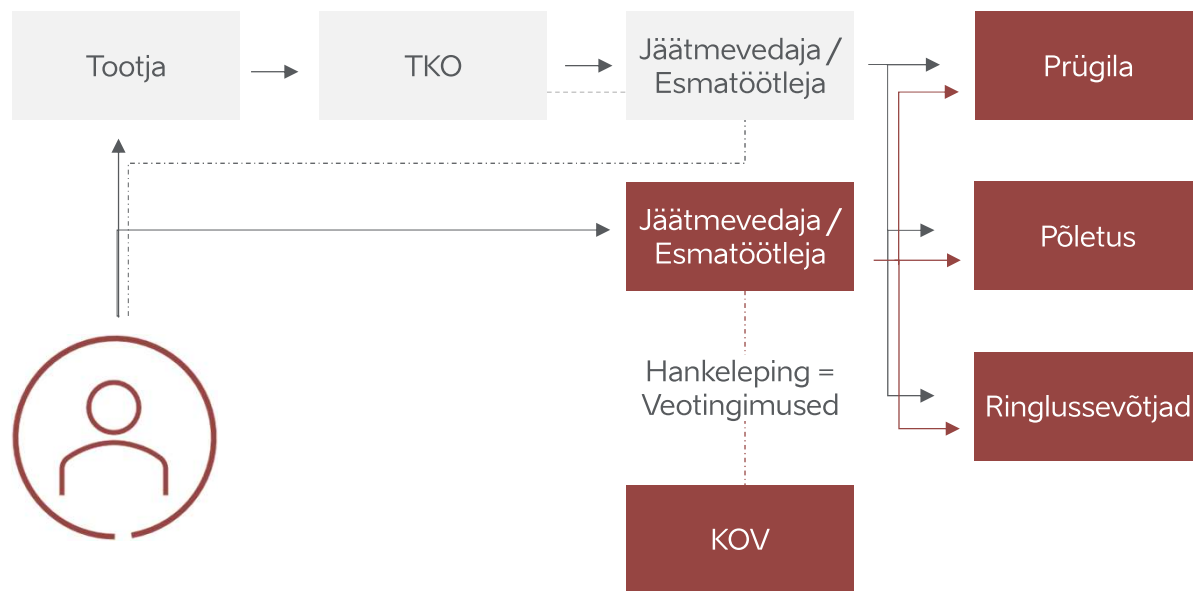 Tootja
TKO
Jäätmevedaja /
Esmatöötleja
Prügila
Jäätmevedaja /
Esmatöötleja
Põletus
Hankeleping =
Veotingimused
Ringlussevõtjad
KOV